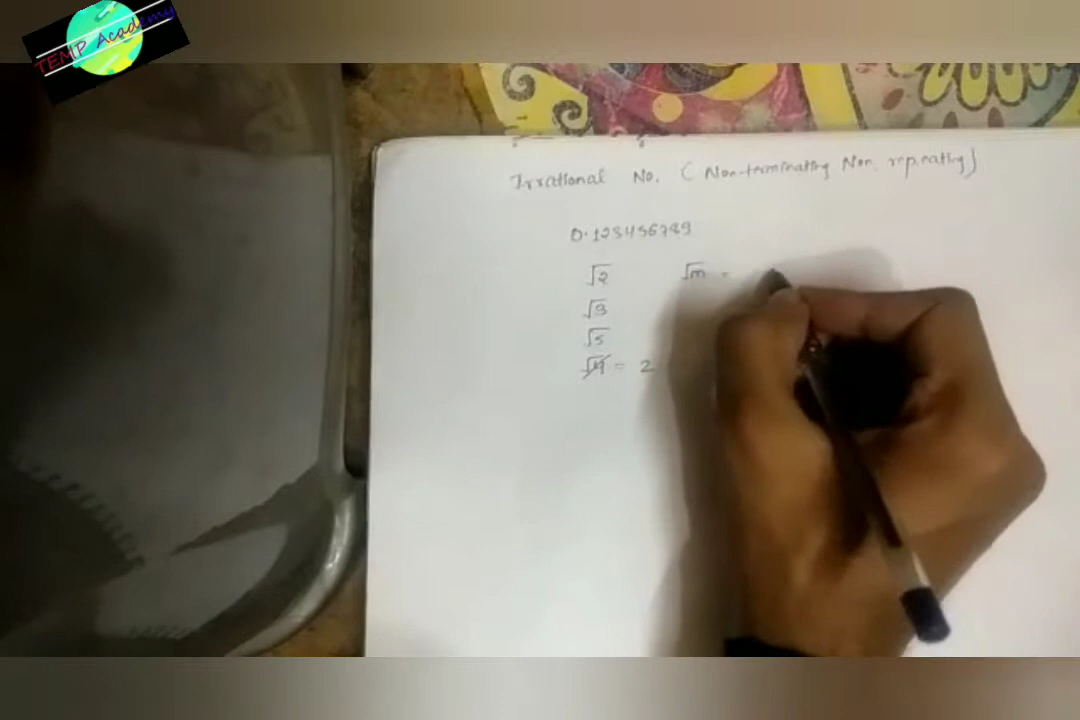 TEMP Academy
Irrational No. (Non-terminating Non. repeating)
0.123456789
√2 √m =
√3
√5
√4 = 2